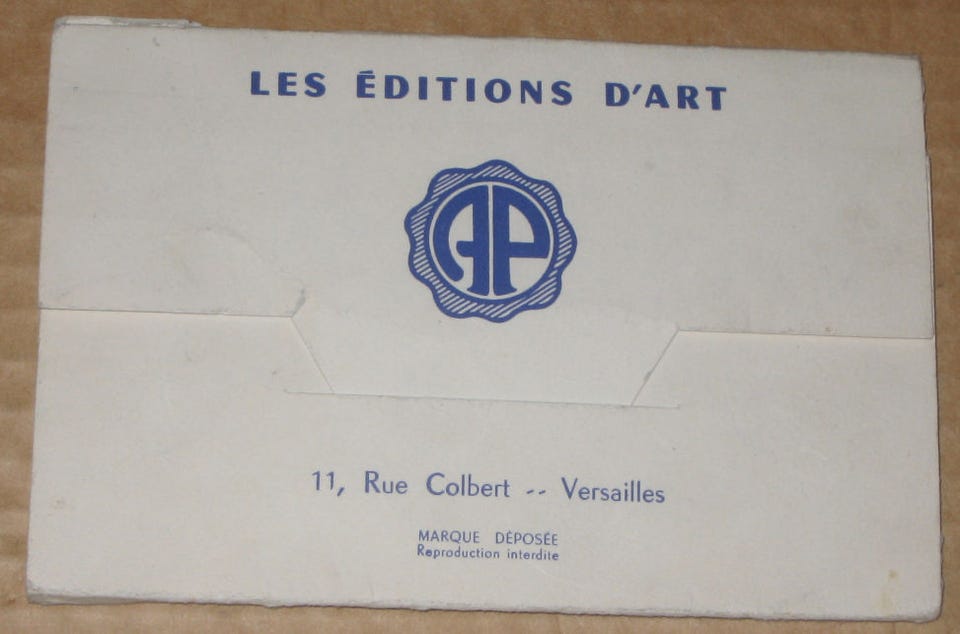 LES ÉDITIONS D'ART
AP
11, Rue Colbert -- Versailles
MARQUE DÉPOSÉE
Reproduction interdite